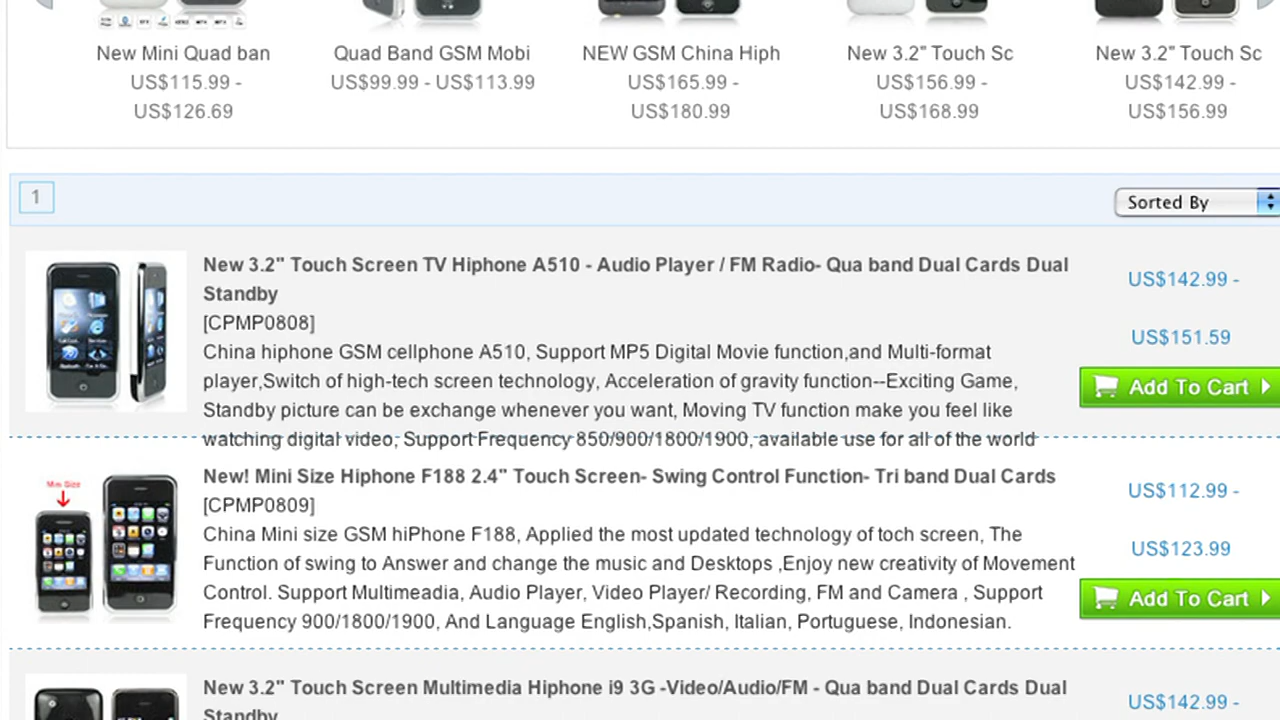 New Mini Quad ban
Quad Band GSM Mobi
NEW GSM China Hiph
New 3.2" Touch Sc
New 3.2" Touch Sc
US$115.99 -
US$99.99 - US$113.99
US$165.99 -
US$156.99 -
US$142.99 -
US$126.69
US$180.99
US$168.99
US$156.99
1
Sorted By
New 3.2" Touch Screen TV Hiphone A510 - Audio Player / FM Radio- Qua band Dual Cards Dual
Standby
[CPMP0808]
China hiphone GSM cellphone A510, Support MP5 Digital Movie function,and Multi-format
player,Switch of high-tech screen technology, Acceleration of gravity function--Exciting Game,
Standby picture can be exchange whenever you want, Moving TV function make you feel like
watching digital video, Support Frequency 850/900/1800/1900, available use for all of the world
US$142.99 -
US$151.59
Add To Cart
Mini Size
New! Mini Size Hiphone F188 2.4" Touch Screen- Swing Control Function- Tri band Dual Cards
[CPMP0809]
China Mini size GSM hiPhone F188, Applied the most updated technology of toch screen, The
Function of swing to Answer and change the music and Desktops ,Enjoy new creativity of Movement
Control. Support Multimeadia, Audio Player, Video Player/ Recording, FM and Camera , Support
Frequency 900/1800/1900, And Language English,Spanish, Italian, Portuguese, Indonesian.
US$112.99 -
US$123.99
Add To Cart
New 3.2" Touch Screen Multimedia Hiphone i9 3G -Video/Audio/FM - Qua band Dual Cards Dual
Standby
US$142.99 -